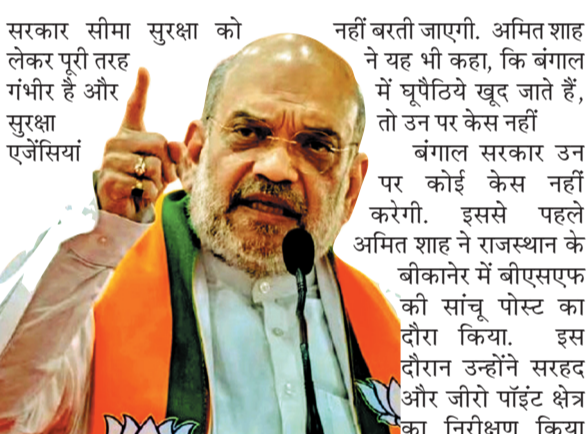 सरकार सीमा सुरक्षा को
लेकर पूरी तरह
गंभीर है और
सुरक्षा
एजेंसियां
नहीं बरती जाएगी. अमित शाह
ने यह भी कहा, कि बंगाल
में घूपैठिये खूद जाते हैं,
तो उन पर केस नहीं
बंगाल सरकार उन
पर कोई केस नहीं
करेगी. इससे पहले
अमित शाह ने राजस्थान के
बीकानेर में बीएसएफ
की सांचू पोस्ट का
दौरा किया. इस
दौरान उन्होंने सरहद
और जीरो पॉइंट क्षेत्र
का निरीक्षण किया